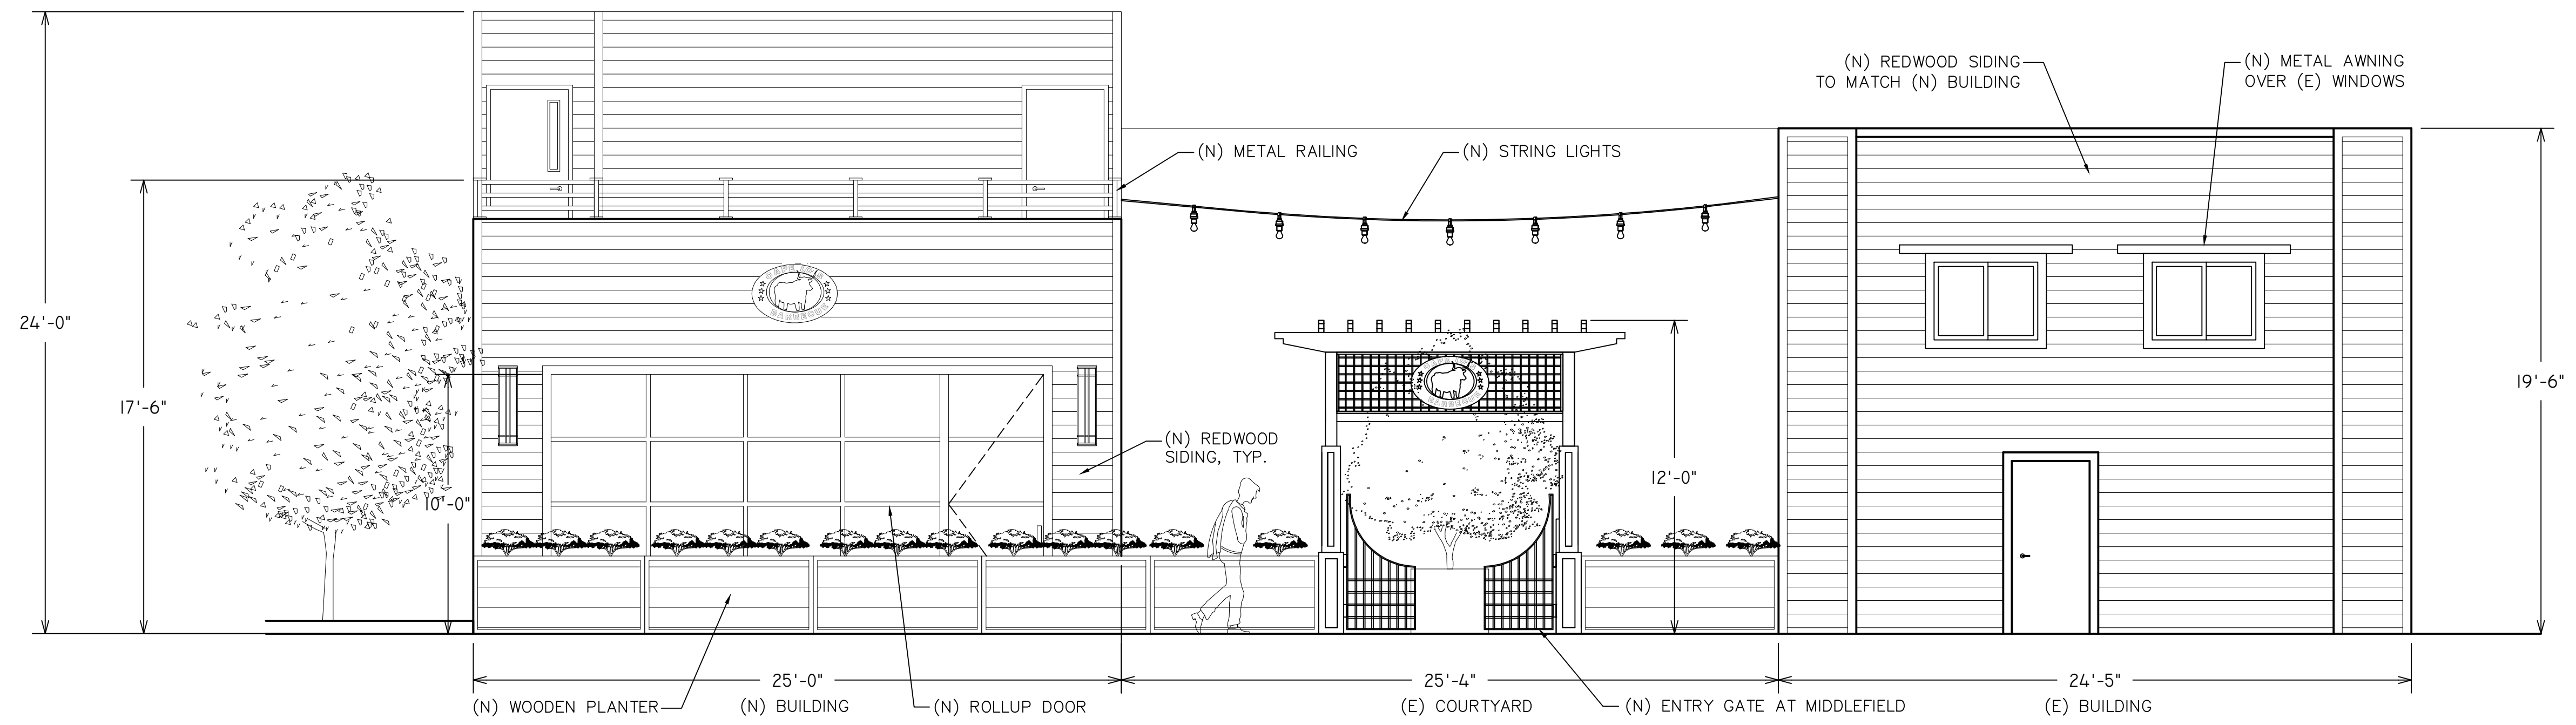 (N) REDWOOD SIDING
TO MATCH (N) BUILDING
(N) METAL AWNING
OVER (E) WINDOWS
(N) METAL RAILING
(N) STRING LIGHTS
24'-0"
17'-6"
10'-0"
BARBEQUE
(N) REDWOOD
SIDING, TYP.
BARBEQUE
12'-0"
19'-6"
25'-0"
25'-4"
24'-5"
(N) WOODEN PLANTER
(N) BUILDING
(N) ROLLUP DOOR
(E) COURTYARD
(N) ENTRY GATE AT MIDDLEFIELD
(E) BUILDING